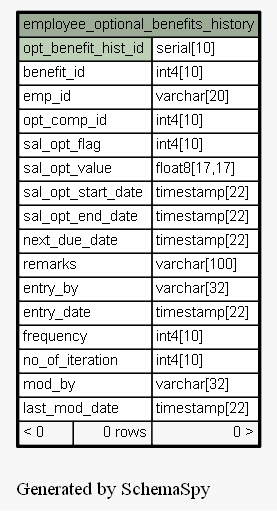 employee_optional_benefits_history
opt_benefit_hist_id serial[10]
benefit_id int4[10]
emp_id varchar[20]
opt_comp_id int4[10]
sal_opt_flag int4[10]
sal_opt_value float8[17,17]
sal_opt_start_date timestamp[22]
sal_opt_end_date timestamp[22]
next_due_date timestamp[22]
remarks varchar[100]
entry_by varchar[32]
entry_date timestamp[22]
frequency int4[10]
no_of_iteration int4[10]
mod_by varchar[32]
last_mod_date timestamp[22]
< 0 0 rows 0 >
Generated by SchemaSpy